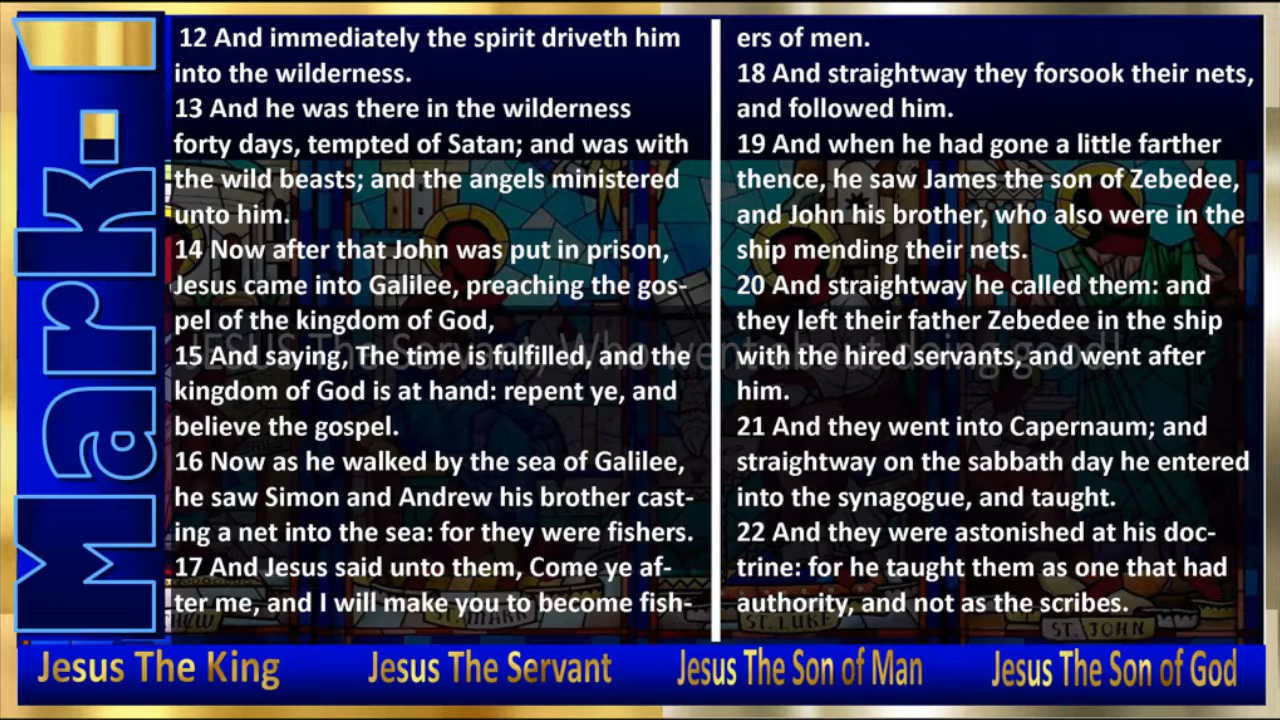 Mark. 1
12 And immediately the spirit driveth him
into the wilderness.
13 And he was there in the wilderness
forty days, tempted of Satan; and was with
the wild beasts; and the angels ministered
unto him.
14 Now after that John was put in prison,
Jesus came into Galilee, preaching the gos-
pel of the kingdom of God,
15 And saying, The time is fulfilled, and the
kingdom of God is at hand: repent ye, and
believe the gospel.
16 Now as he walked by the sea of Galilee,
he saw Simon and Andrew his brother cast-
ing a net into the sea: for they were fishers.
17 And Jesus said unto them, Come ye af-
ter me, and I will make you to become fish-
ers of men.
18 And straightway they forsook their nets,
and followed him.
19 And when he had gone a little farther
thence, he saw James the son of Zebedee,
and John his brother, who also were in the
ship mending their nets.
20 And straightway he called them: and
they left their father Zebedee in the ship
with the hired servants, and went after
him.
21 And they went into Capernaum; and
straightway on the sabbath day he entered
into the synagogue, and taught.
22 And they were astonished at his doc-
trine: for he taught them as one that had
authority, and not as the scribes.
JESUS The Servant, Who went about doing good!
ST. MARK
ST. LUKE
ST. JOHN
Jesus The King
Jesus The Servant
Jesus The Son of Man
Jesus The Son of God